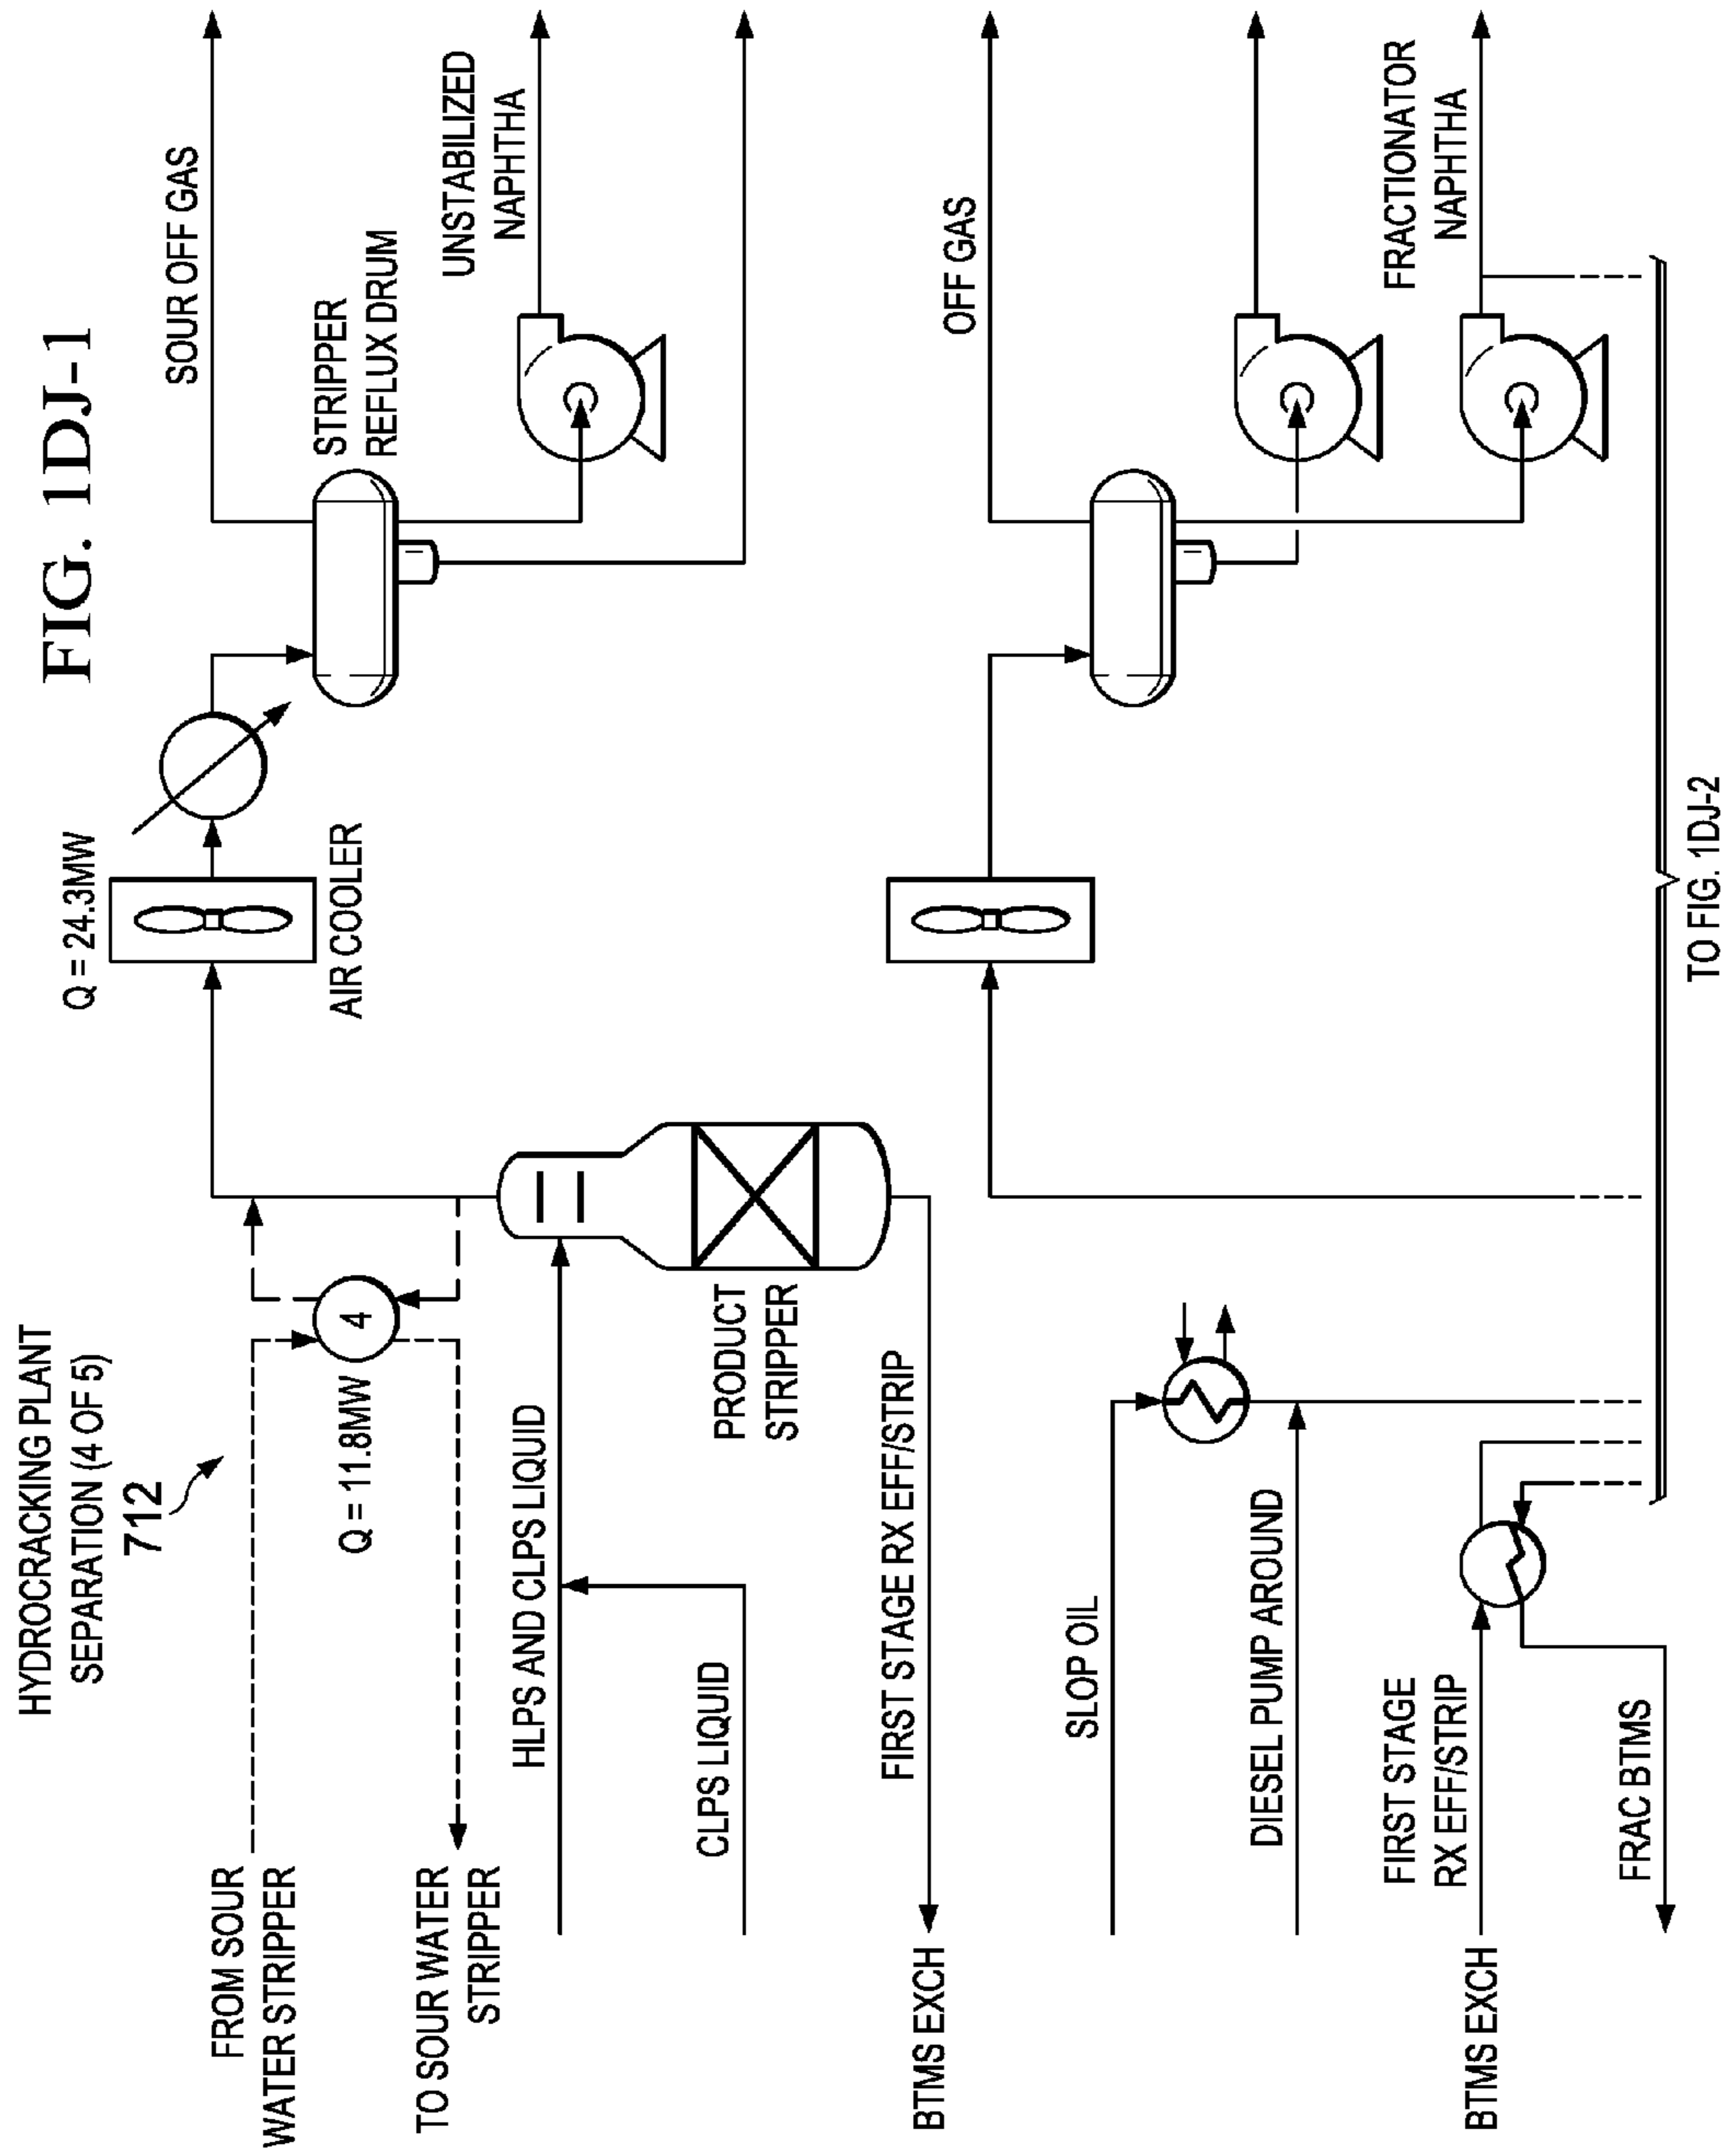 FIG. 1DJ-1
HYDROCRACKING PLANT
SEPARATION (4 OF 5)
712
FROM SOUR
WATER STRIPPER
TO SOUR WATER
STRIPPER
4
Q = 11.8MW
Q = 24.3MW
AIR COOLER
SOUR OFF GAS
STRIPPER
REFLUX DRUM
UNSTABILIZED
NAPHTHA
HLPS AND CLPS LIQUID
CLPS LIQUID
PRODUCT
STRIPPER
FIRST STAGE RX EFF/STRIP
BTMS EXCH
OFF GAS
SLOP OIL
DIESEL PUMP AROUND
FIRST STAGE
RX EFF/STRIP
BTMS EXCH
FRAC BTMS
FRACTIONATOR
NAPHTHA
TO FIG. 1DJ-2